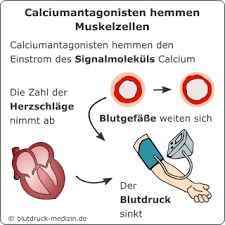 Calciumantagonisten hemmen
Muskelzellen
Calciumantagonisten hemmen den
Einstrom des Signalmoleküls Calcium
Die Zahl der
Herzschläge
nimmt ab
Blutgefäße weiten sich
Der
Blutdruck
sinkt
© blutdruck-medizin.de